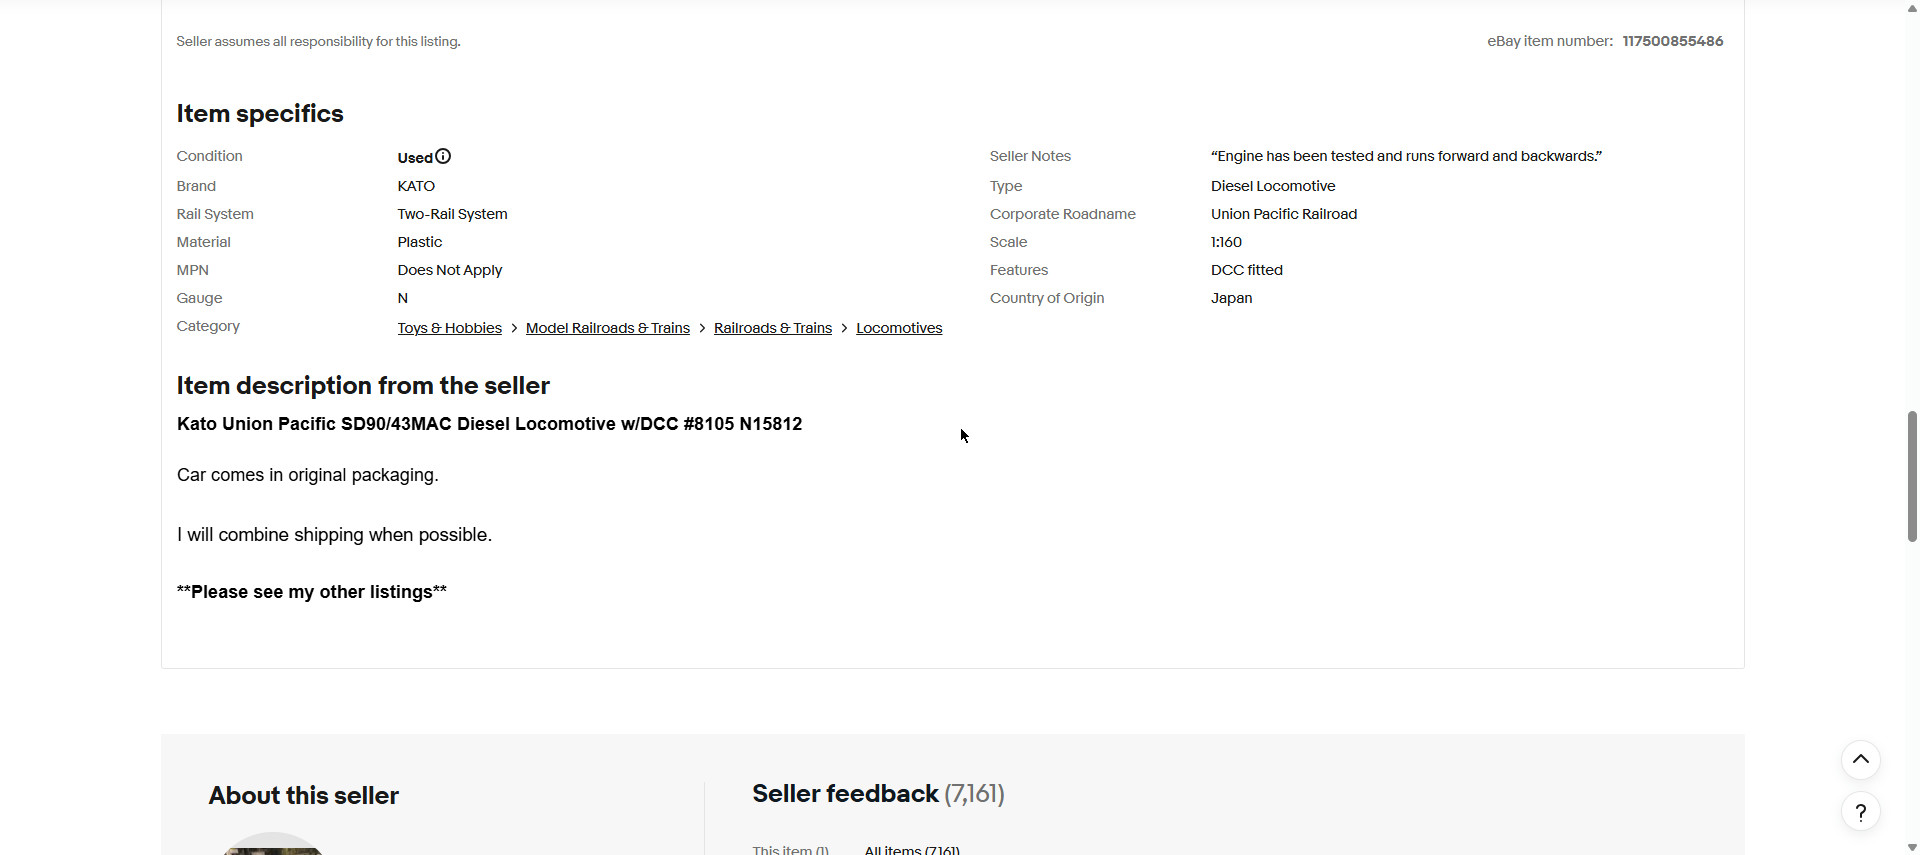 Seller assumes all responsibility for this listing.
eBay item number: 117500855486
Item specifics
Condition
Used
Seller Notes
“Engine has been tested and runs forward and backwards.”
Brand
KATO
Type
Diesel Locomotive
Rail System
Two-Rail System
Corporate Roadname
Union Pacific Railroad
Material
Plastic
Scale
1:160
MPN
Does Not Apply
Features
DCC fitted
Gauge
N
Country of Origin
Japan
Category
Toys & Hobbies > Model Railroads & Trains > Railroads & Trains > Locomotives
Item description from the seller
Kato Union Pacific SD90/43MAC Diesel Locomotive w/DCC #8105 N15812
Car comes in original packaging.
I will combine shipping when possible.
**Please see my other listings**
About this seller
Seller feedback (7,161)
This item (1)
All items (7,161)
?